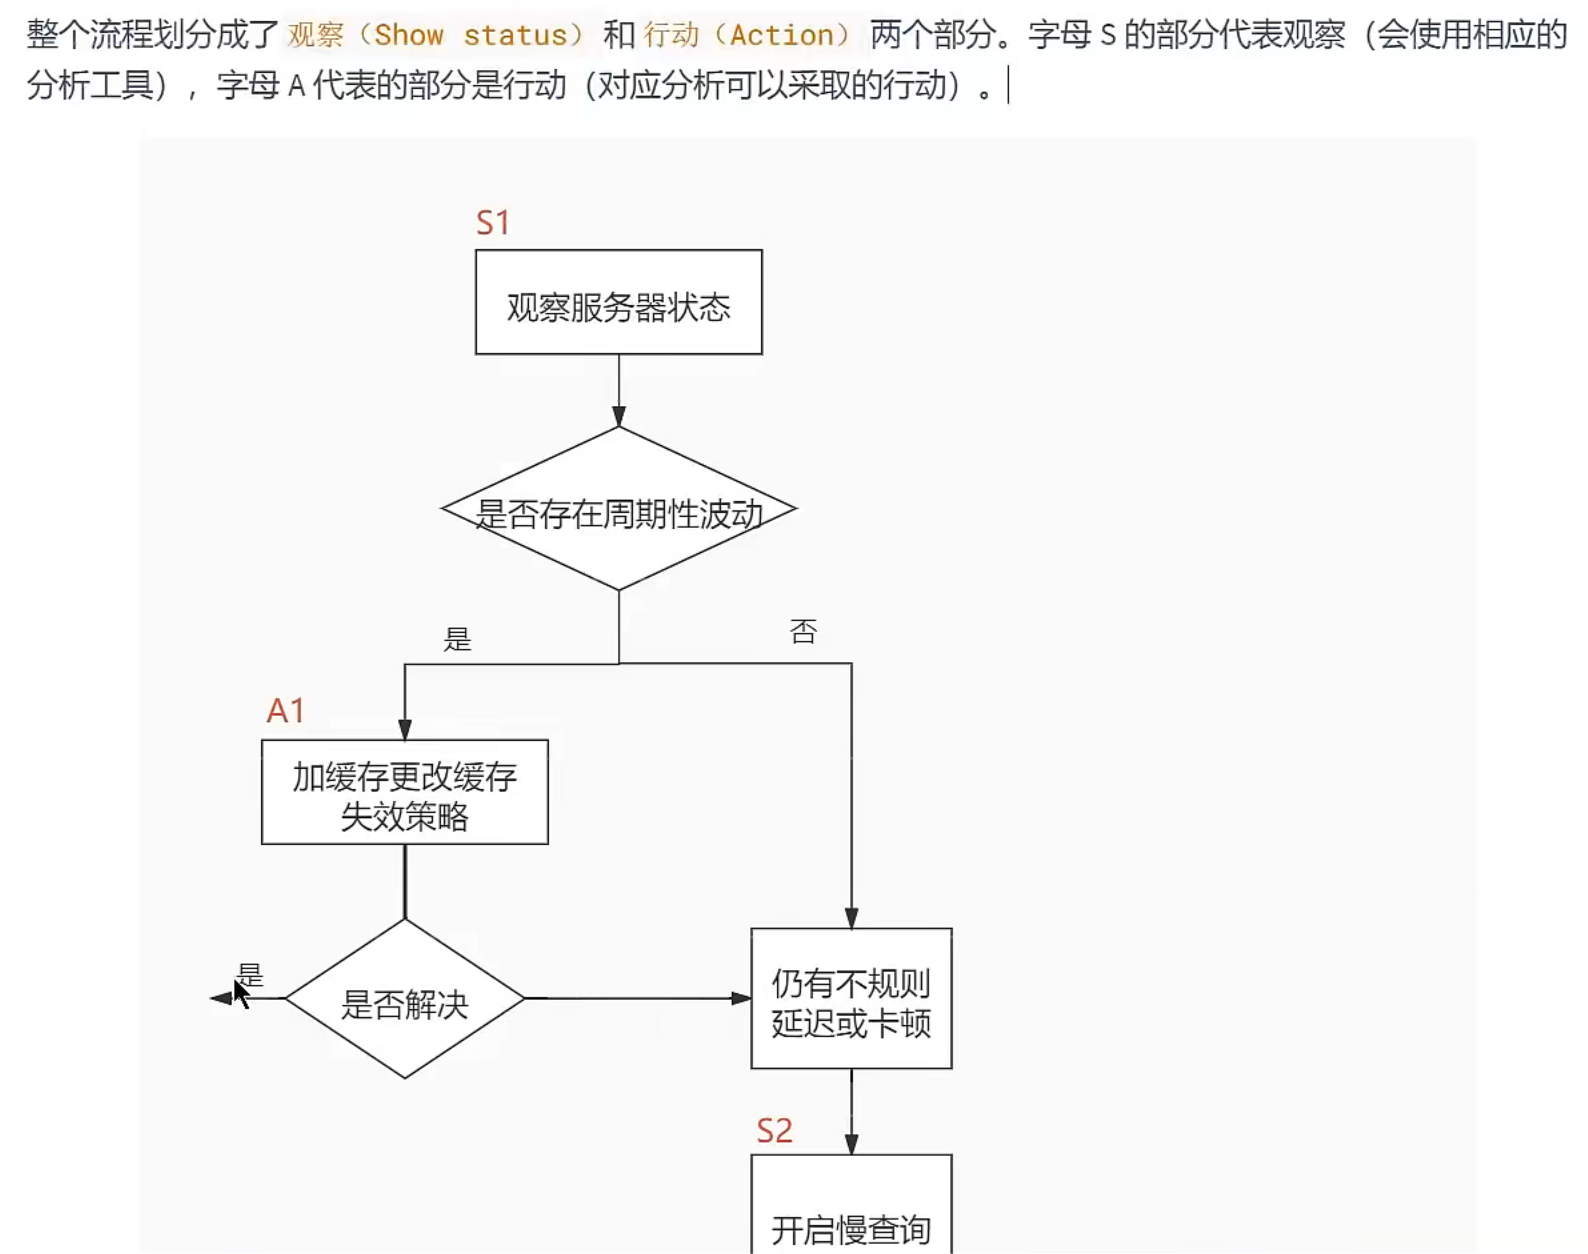 整个流程划分成了 观察（Show status） 和 行动（Action） 两个部分。字母 S 的部分代表观察（会使用相应的
分析工具），字母 A 代表的部分是行动（对应分析可以采取的行动）。
S1
观察服务器状态
是否存在周期性波动
是
否
A1
加缓存更改缓存
失效策略
是
是否解决
仍有不规则
延迟或卡顿
S2
开启慢查询